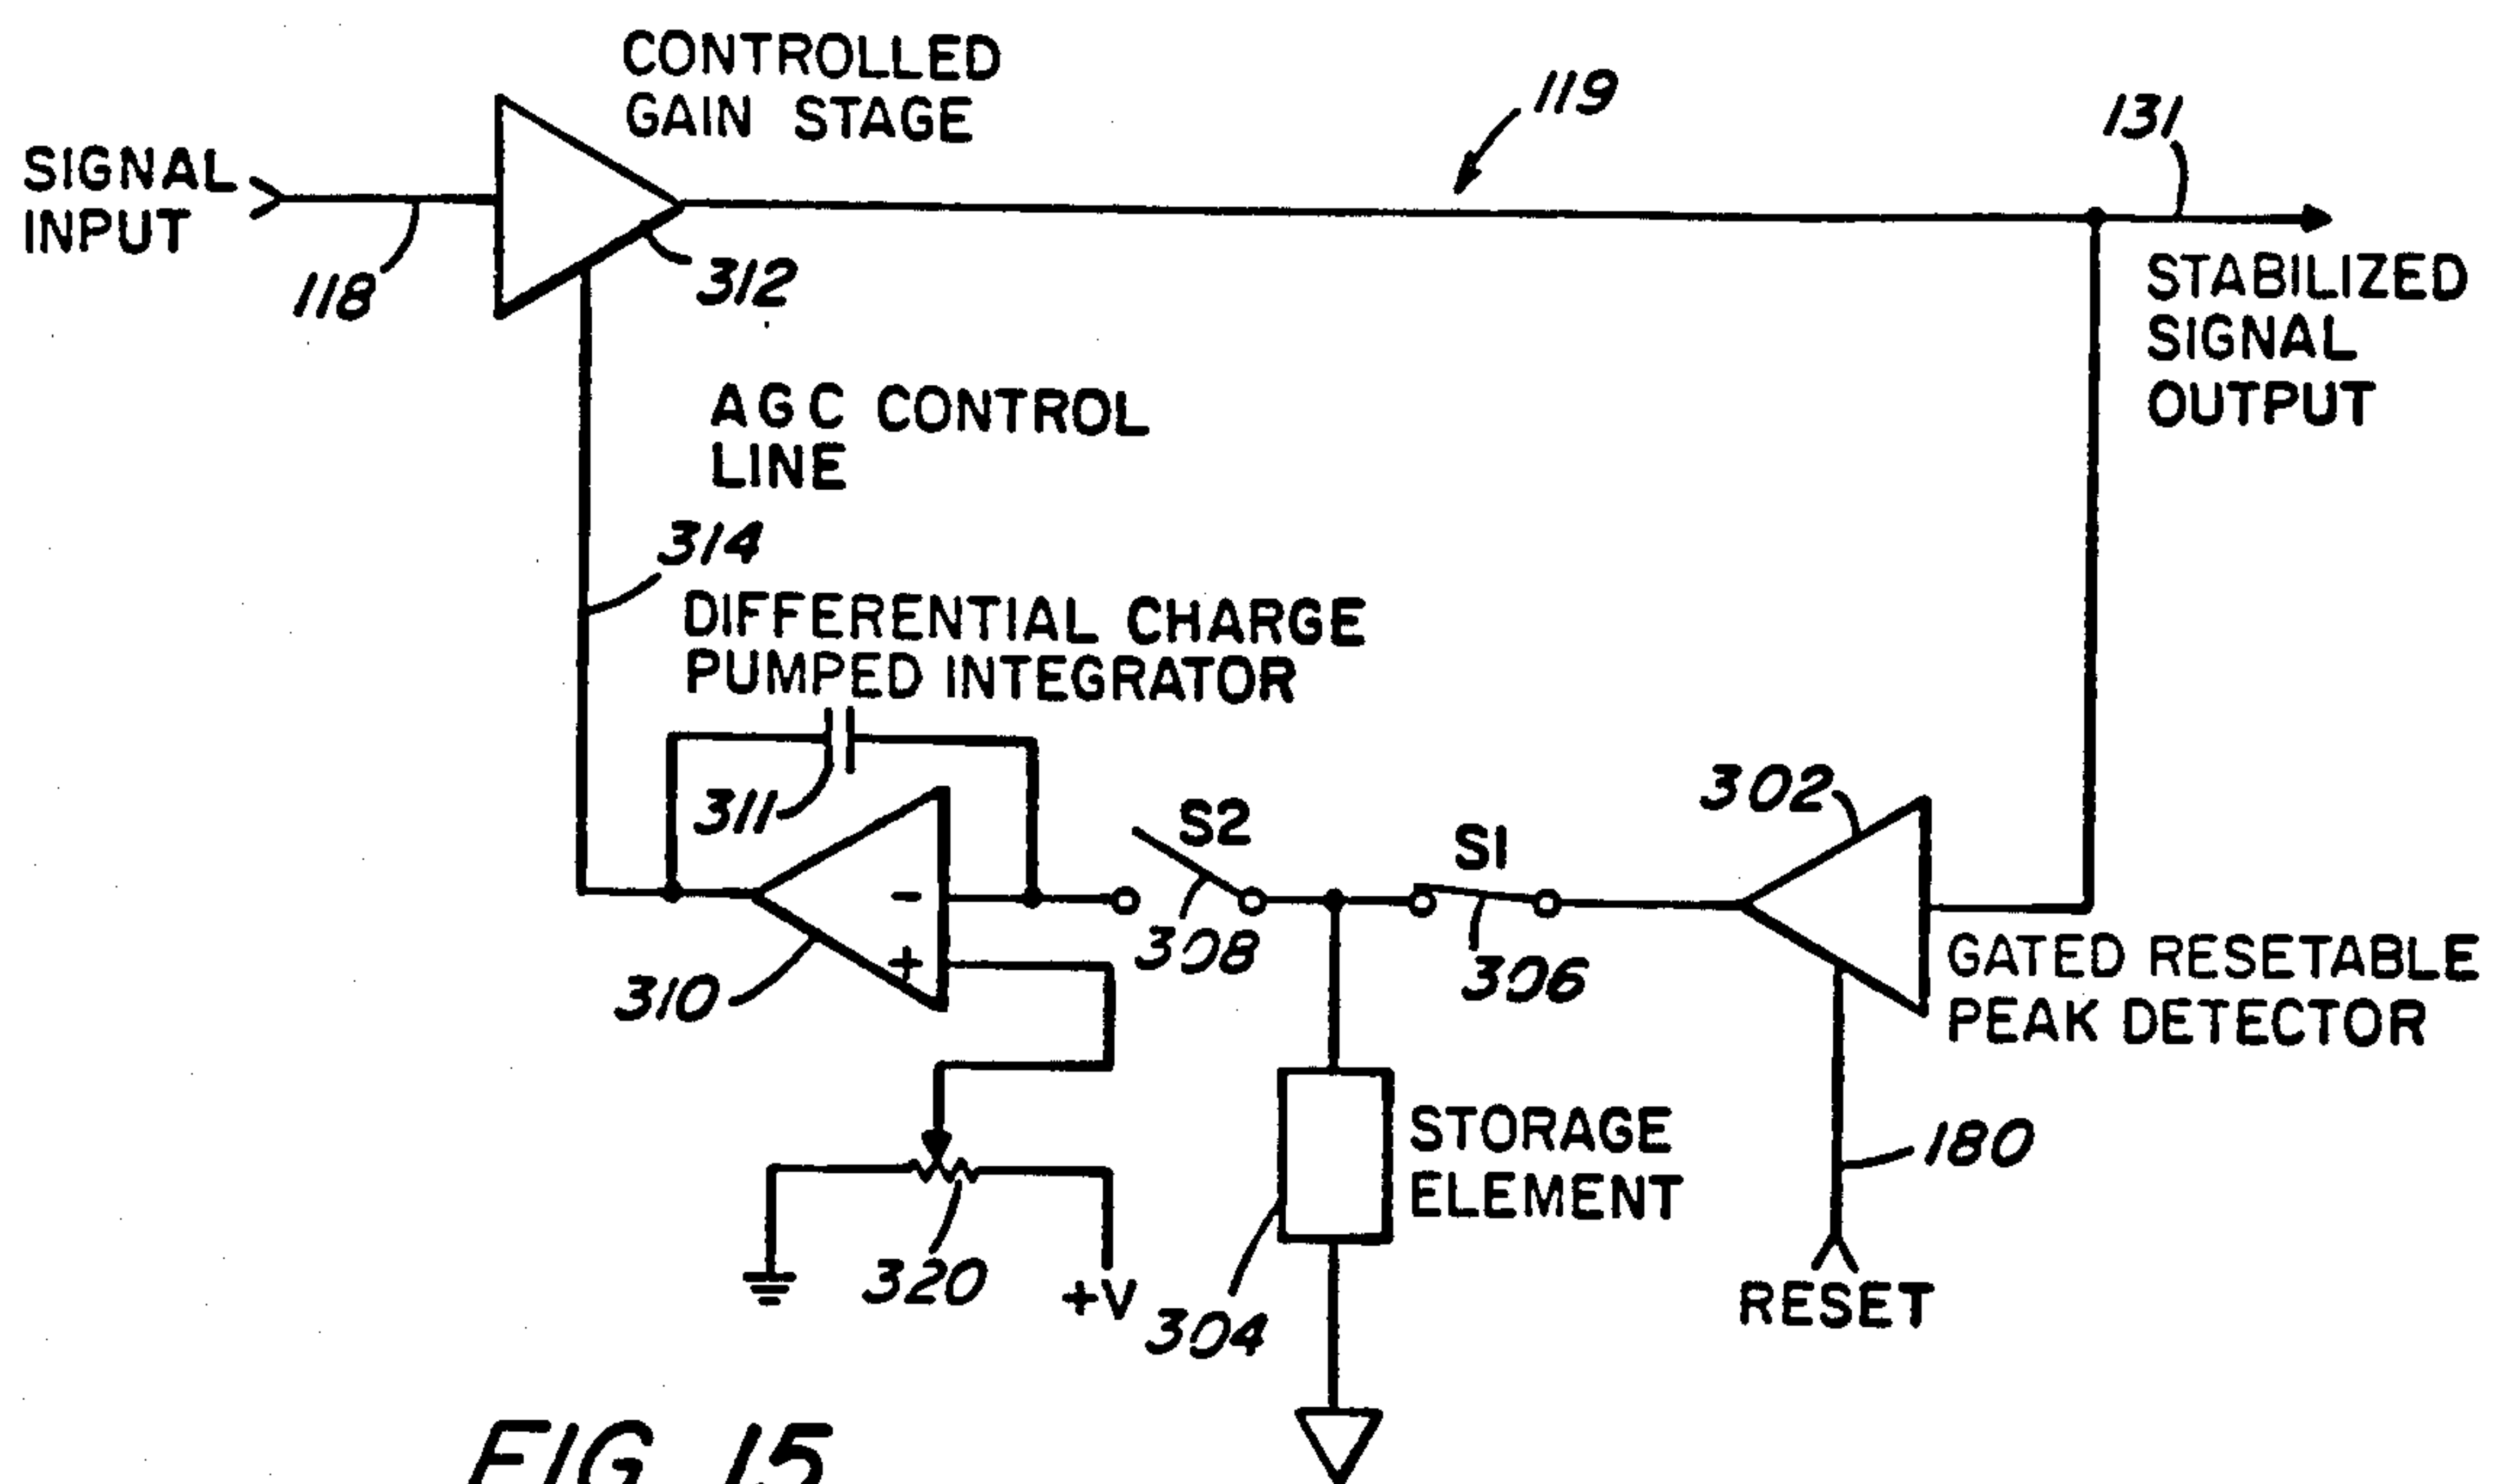 CONTROLLED
GAIN STAGE
119
131
SIGNAL
INPUT
118
312
STABILIZED
SIGNAL
OUTPUT
AGC CONTROL
LINE
314
DIFFERENTIAL CHARGE
PUMPED INTEGRATOR
311
S2
S1
302
-
+
308
306
310
GATED RESETABLE
PEAK DETECTOR
STORAGE
ELEMENT
180
320
+V
304
RESET
FIG. 15